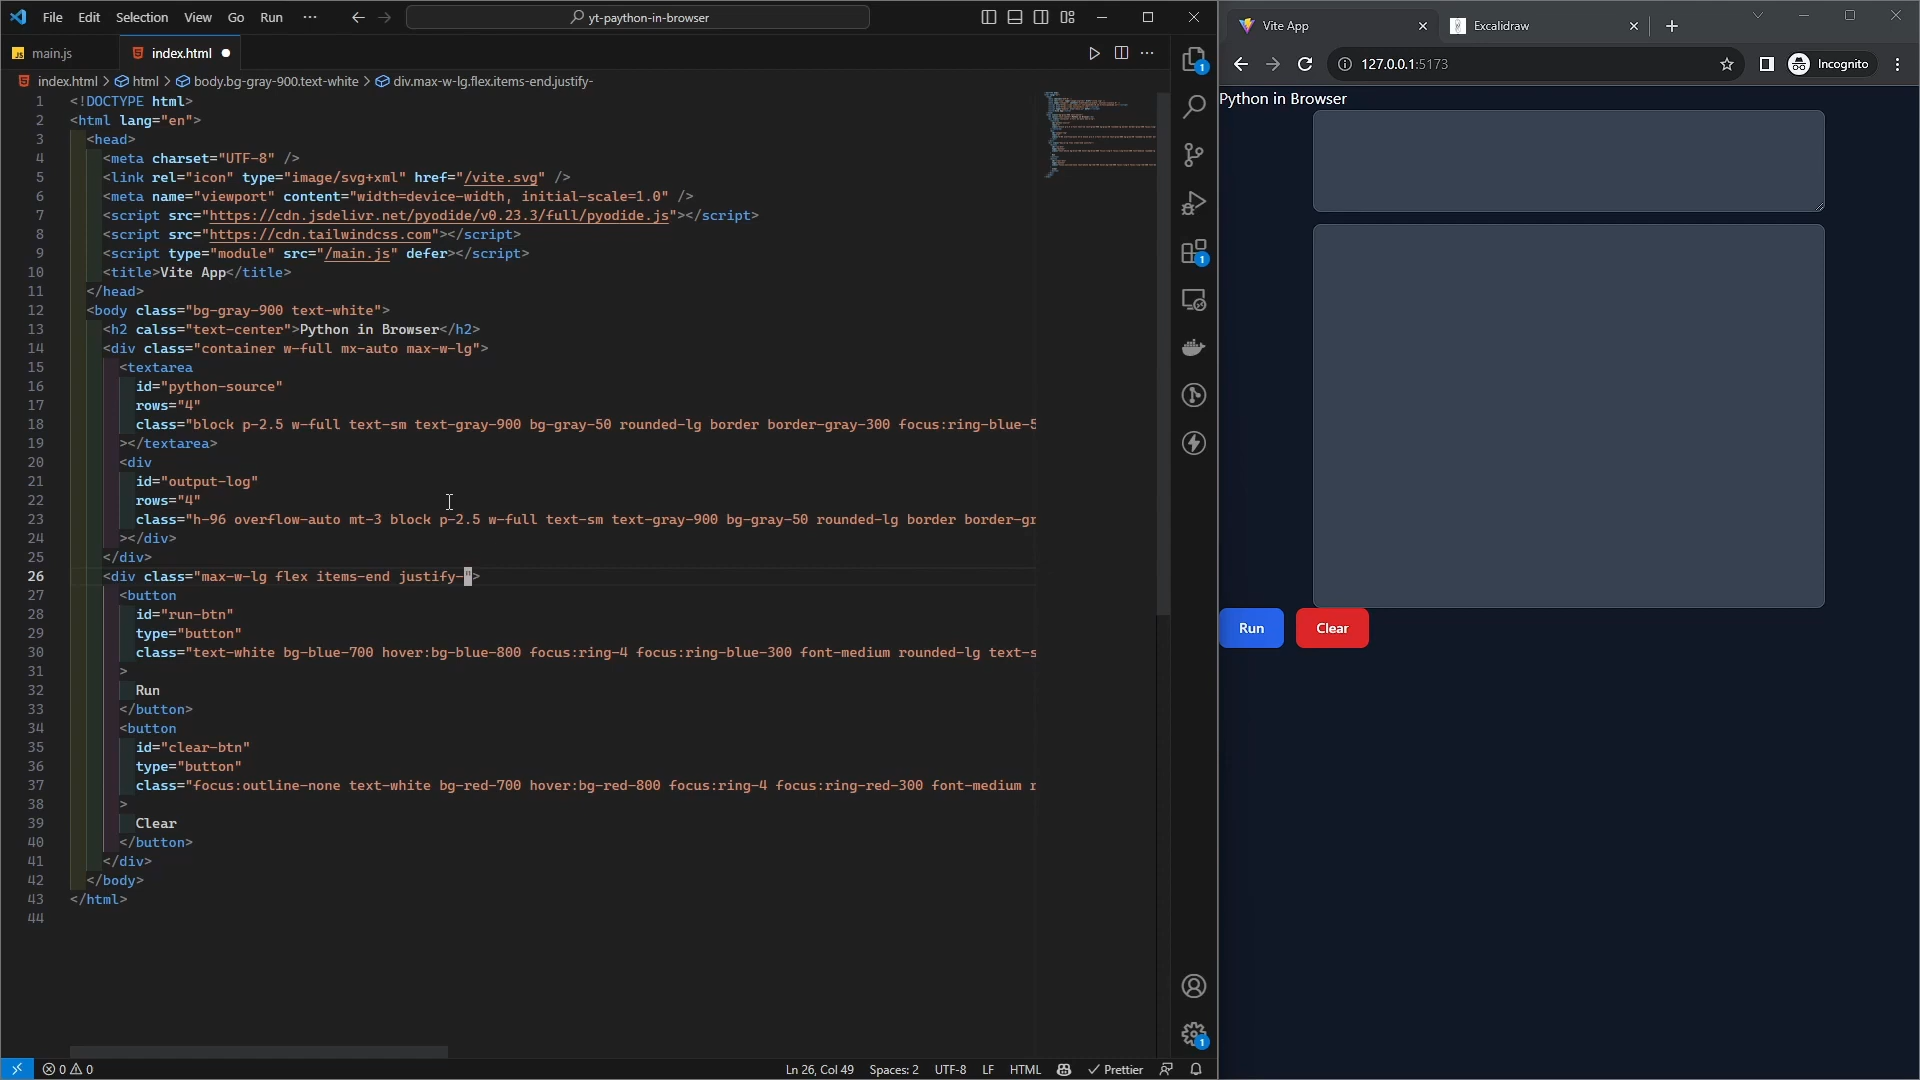 File Edit Selection View Go Run ··· yt-paython-in-browser
main.js index.html
index.html > html > body.bg-gray-900.text-white > div.max-w-lg.flex.items-end.justify-
1 <!DOCTYPE html>
2 <html lang="en">
3 <head>
4 <meta charset="UTF-8" />
5 <link rel="icon" type="image/svg+xml" href="/vite.svg" />
6 <meta name="viewport" content="width=device-width, initial-scale=1.0" />
7 <script src="https://cdn.jsdelivr.net/pyodide/v0.23.3/full/pyodide.js"></script>
8 <script src="https://cdn.tailwindcss.com"></script>
9 <script type="module" src="/main.js" defer></script>
10 <title>Vite App</title>
11 </head>
12 <body class="bg-gray-900 text-white">
13 <h2 calss="text-center">Python in Browser</h2>
14 <div class="container w-full mx-auto max-w-lg">
15 <textarea
16 id="python-source"
17 rows="4"
18 class="block p-2.5 w-full text-sm text-gray-900 bg-gray-50 rounded-lg border border-gray-300 focus:ring-blue-5
19 ></textarea>
20 <div
21 id="output-log"
22 rows="4"
23 class="h-96 overflow-auto mt-3 block p-2.5 w-full text-sm text-gray-900 bg-gray-50 rounded-lg border border-gr
24 ></div>
25 </div>
26 <div class="max-w-lg flex items-end justify-">
27 <button
28 id="run-btn"
29 type="button"
30 class="text-white bg-blue-700 hover:bg-blue-800 focus:ring-4 focus:ring-blue-300 font-medium rounded-lg text-s
31 >
32 Run
33 </button>
34 <button
35 id="clear-btn"
36 type="button"
37 class="focus:outline-none text-white bg-red-700 hover:bg-red-800 focus:ring-4 focus:ring-red-300 font-medium r
38 >
39 Clear
40 </button>
41 </div>
42 </body>
43 </html>
44
1
1
1
0 0 Ln 26, Col 49 Spaces: 2 UTF-8 LF HTML Prettier
Vite App Excalidraw
127.0.0.1:5173 Incognito
Python in Browser
Run Clear